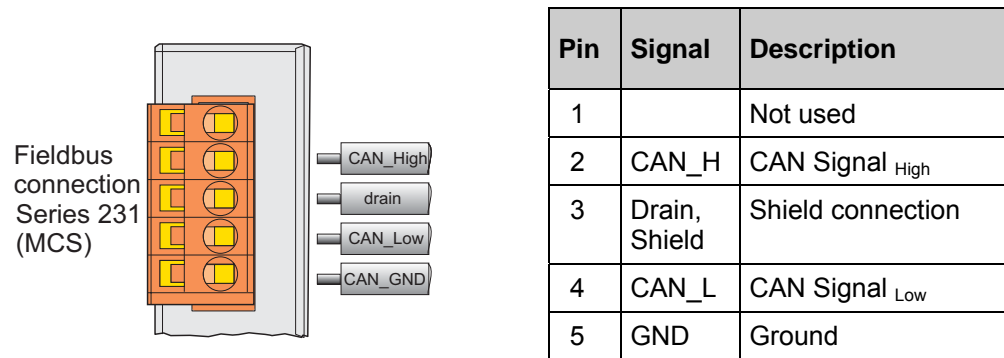 Fieldbus
connection
Series 231
(MCS)
CAN_High
drain
CAN_Low
CAN_GND
Pin Signal Description
1 Not used
2 CAN_H CAN Signal High
3 Drain, Shield connection
Shield
4 CAN_L CAN Signal Low
5 GND Ground